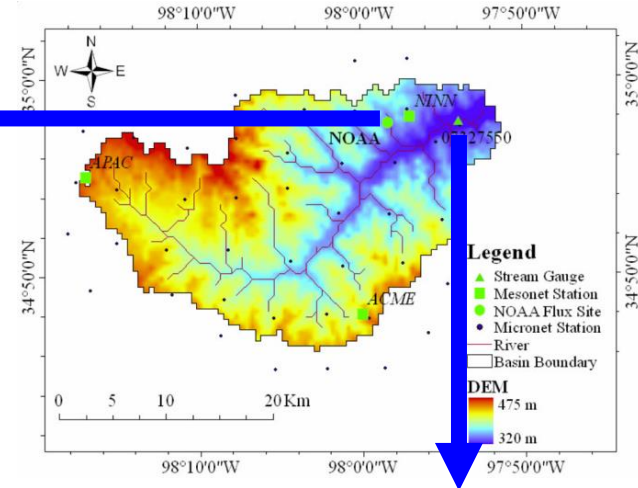 98°10'0"W 98°0'0"W 97°50'0"W
35°0'0"N
35°0'0"N
N
W E
S
NINN
NOAA
07327550
APAC
34°50'0"N
34°50'0"N
ACME
Legend
Stream Gauge
Mesonet Station
NOAA Flux Site
Micronet Station
River
Basin Boundary
DEM
475 m
320 m
0 5 10 20 Km
98°10'0"W 98°0'0"W 97°50'0"W